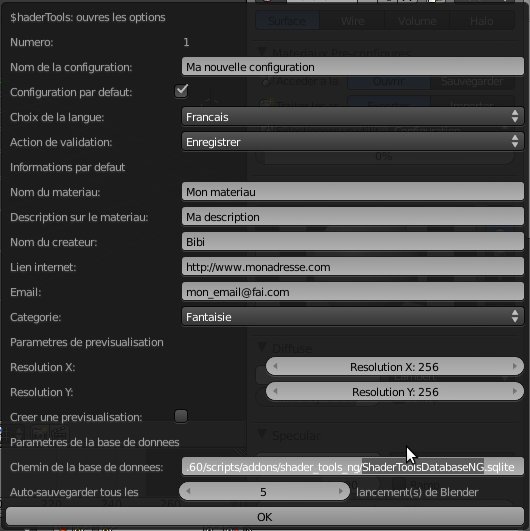 $haderTools: ouvres les options
Surface Wire Volume Halo
Numero: 1
Materiaux Pre-configures
Nom de la configuration: Ma nouvelle configuration
Configuration par defaut: Acceder a la Ouvrir Sauvegarder
Exporter Importer
Choix de la langue: Francais
Configuration
Action de validation: Enregistrer
0%
Informations par defaut
Nom du materiau: Mon materiau
Description sur le materiau: Ma description
Nom du createur: Bibi
Lien internet: http://www.monadresse.com
Email: mon_email@fai.com
Categorie: Fantaisie
Parametres de previsualisation
Diffuse
Resolution X: Resolution X: 256
Resolution Y: Resolution Y: 256
Creer une previsualisation:
Specular
Parametres de la base de donnees
Chemin de la base de donnees: .60/scripts/addons/shader_tools_ng/ShaderToolsDatabaseNG.sqlite
Auto-sauvegarder tous les 5 lancement(s) de Blender
OK